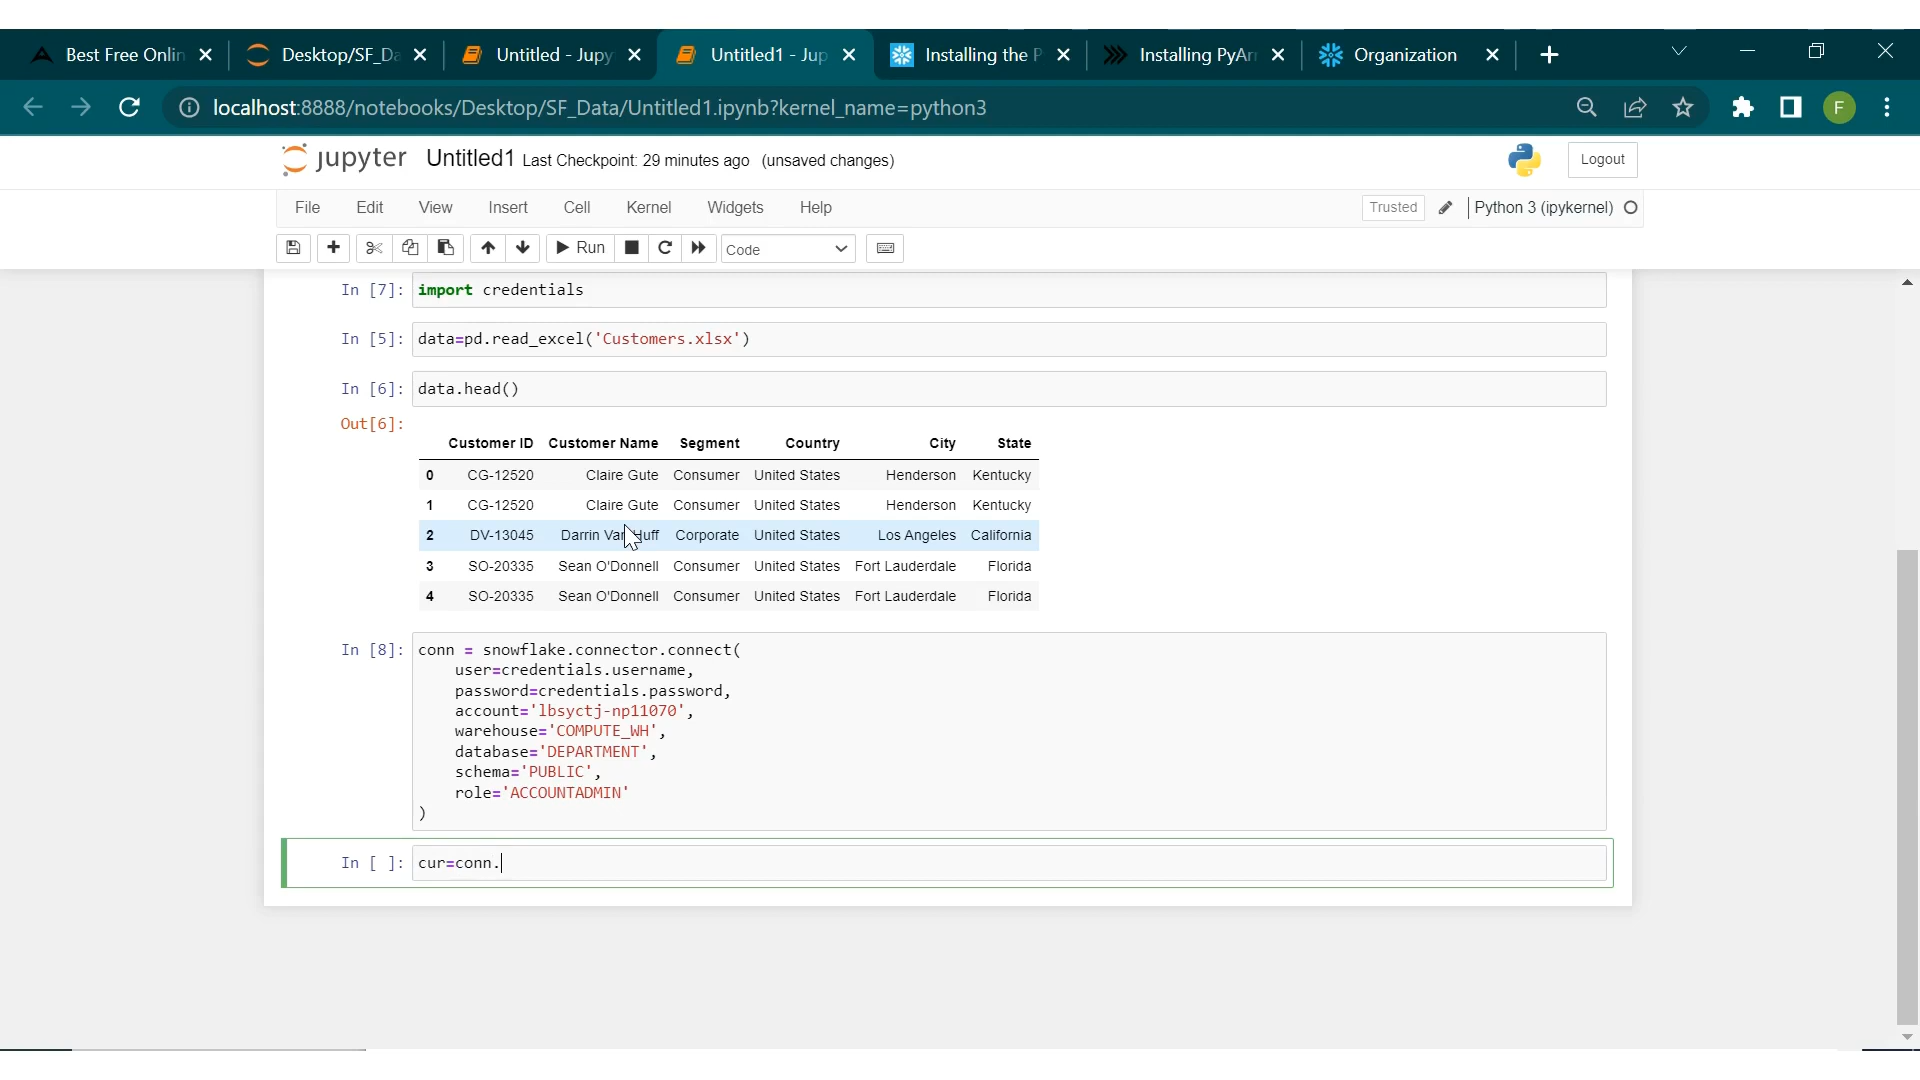 Best Free Onlin
Desktop/SF_Da
Untitled - Jupy
Untitled1 - Jup
Installing the P
Installing PyArr
Organization
localhost:8888/notebooks/Desktop/SF_Data/Untitled1.ipynb?kernel_name=python3
F
jupyter Untitled1 Last Checkpoint: 29 minutes ago (unsaved changes)
Logout
File Edit View Insert Cell Kernel Widgets Help
Trusted
Python 3 (ipykernel)
Run
Code
In [7]: import credentials
In [5]: data=pd.read_excel('Customers.xlsx')
In [6]: data.head()
Out[6]:
Customer ID Customer Name Segment Country City State
0 CG-12520 Claire Gute Consumer United States Henderson Kentucky
1 CG-12520 Claire Gute Consumer United States Henderson Kentucky
2 DV-13045 Darrin Van Huff Corporate United States Los Angeles California
3 SO-20335 Sean O'Donnell Consumer United States Fort Lauderdale Florida
4 SO-20335 Sean O'Donnell Consumer United States Fort Lauderdale Florida
In [8]: conn = snowflake.connector.connect(
user=credentials.username,
password=credentials.password,
account='lbsyctj-np11070',
warehouse='COMPUTE_WH',
database='DEPARTMENT',
schema='PUBLIC',
role='ACCOUNTADMIN'
)
In [ ]: cur=conn.